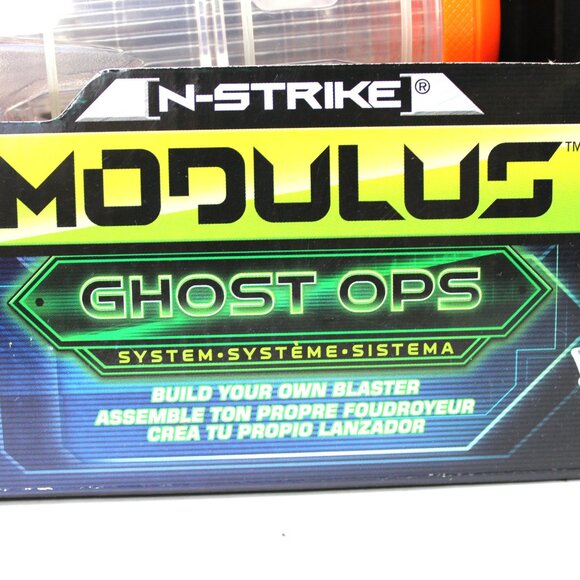 N-STRIKE®
MODULUS™
GHOST OPS
SYSTEM•SYSTÈME•SISTEMA
BUILD YOUR OWN BLASTER
ASSEMBLE TON PROPRE FOUDROYEUR
CREA TU PROPIO LANZADOR